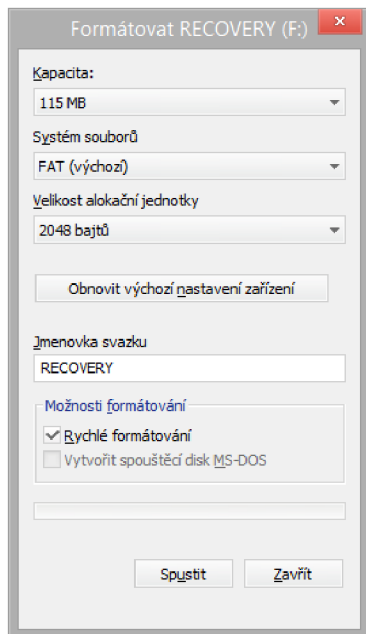 Formátovat RECOVERY (F:)
Kapacita:
115 MB
Systém souborů
FAT (výchozí)
Velikost alokační jednotky
2048 bajtů
Obnovit výchozí nastavení zařízení
Jmenovka svazku
RECOVERY
Možnosti formátování
Rychlé formátování
Vytvořit spouštěcí disk MS-DOS
Spustit
Zavřít